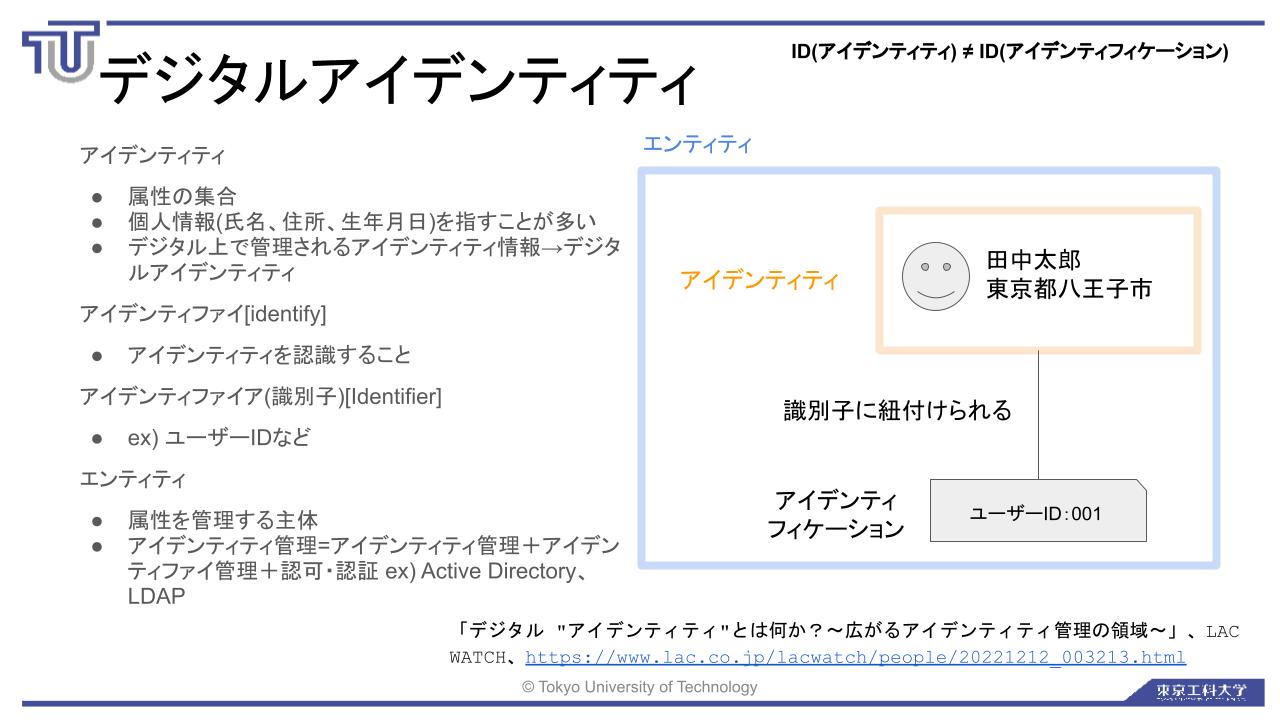 ID(アイデンティティ) ≠ ID(アイデンティフィケーション)
デジタルアイデンティティ
アイデンティティ
● 属性の集合
● 個人情報(氏名、住所、生年月日)を指すことが多い
● デジタル上で管理されるアイデンティティ情報→デジタ
ルアイデンティティ
アイデンティファイ[identify]
● アイデンティティを認識すること
アイデンティファイア(識別子)[Identifier]
● ex) ユーザーIDなど
エンティティ
● 属性を管理する主体
● アイデンティティ管理=アイデンティティ管理＋アイデン
ティファイ管理＋認可・認証 ex) Active Directory、
LDAP
エンティティ
アイデンティティ
田中太郎
東京都八王子市
識別子に紐付けられる
アイデンティ
フィケーション
ユーザーID：001
「デジタル "アイデンティティ"とは何か？～広がるアイデンティティ管理の領域～」、LAC
WATCH、https://www.lac.co.jp/lacwatch/people/20221212_003213.html
© Tokyo University of Technology
東京工科大学